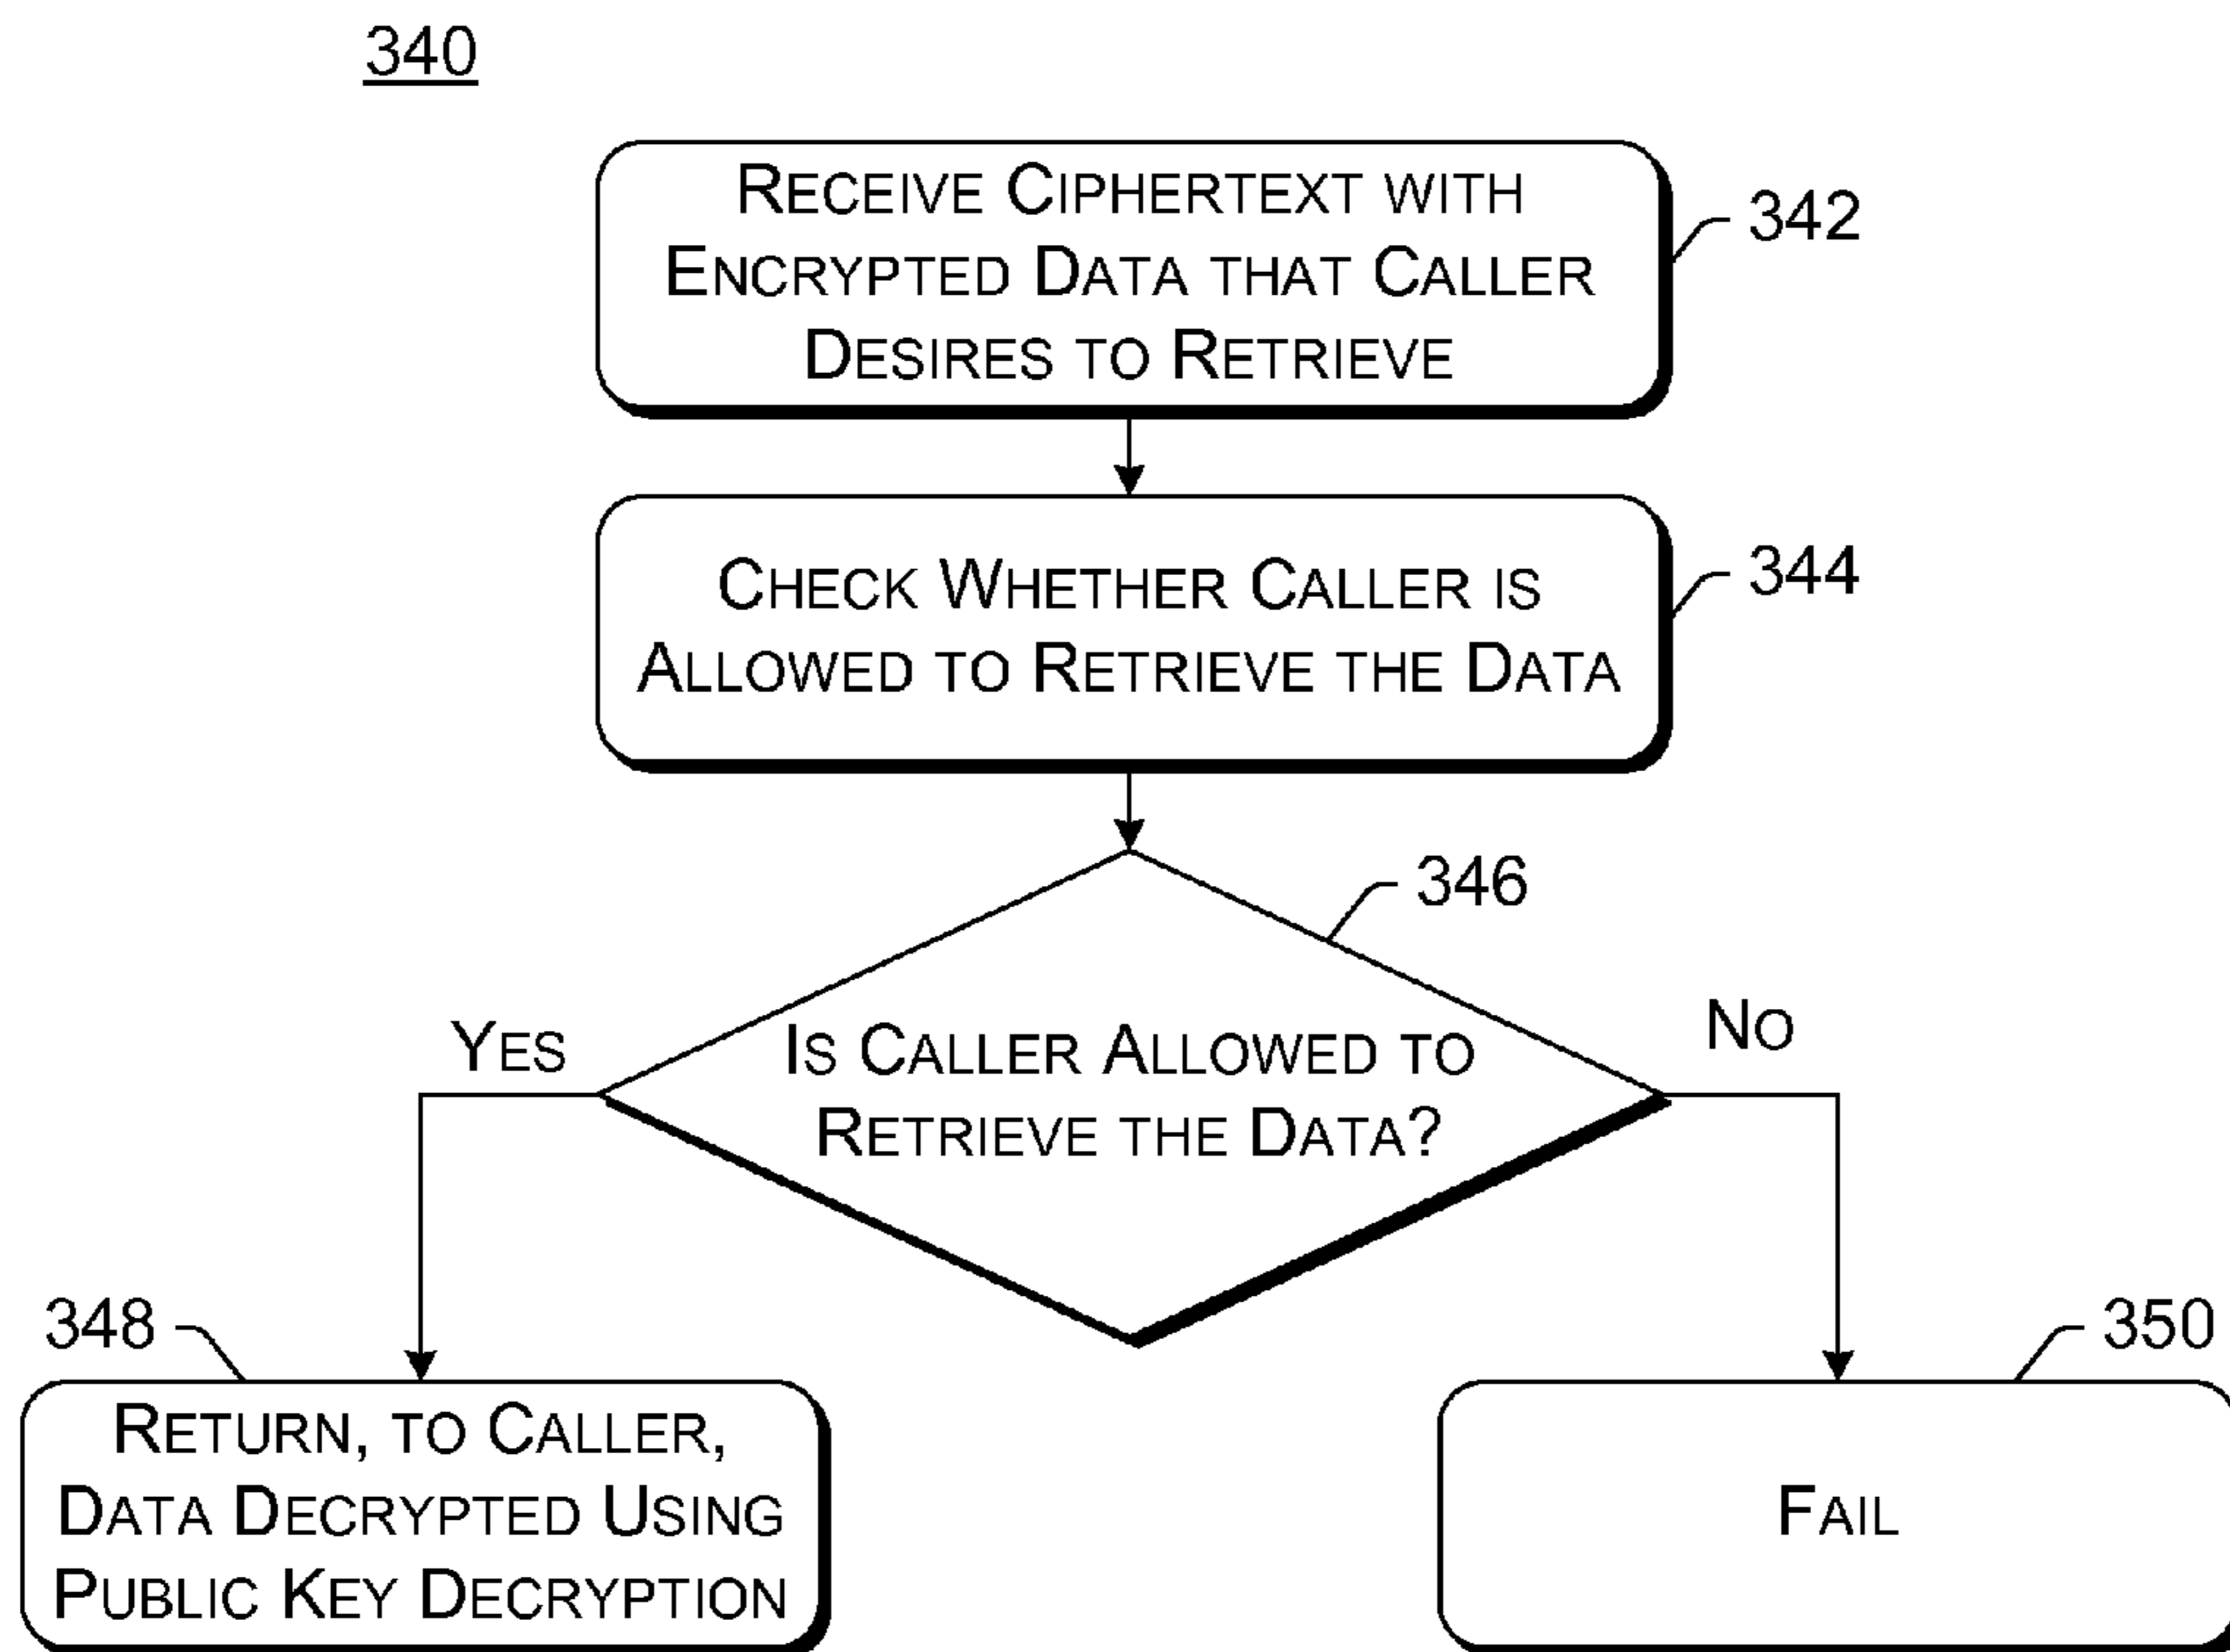 340
RECEIVE CIPHERTEXT WITH
ENCRYPTED DATA THAT CALLER
DESIRES TO RETRIEVE
342
CHECK WHETHER CALLER IS
ALLOWED TO RETRIEVE THE DATA
344
346
YES
NO
IS CALLER ALLOWED TO
RETRIEVE THE DATA?
348
RETURN, TO CALLER,
DATA DECRYPTED USING
PUBLIC KEY DECRYPTION
350
FAIL